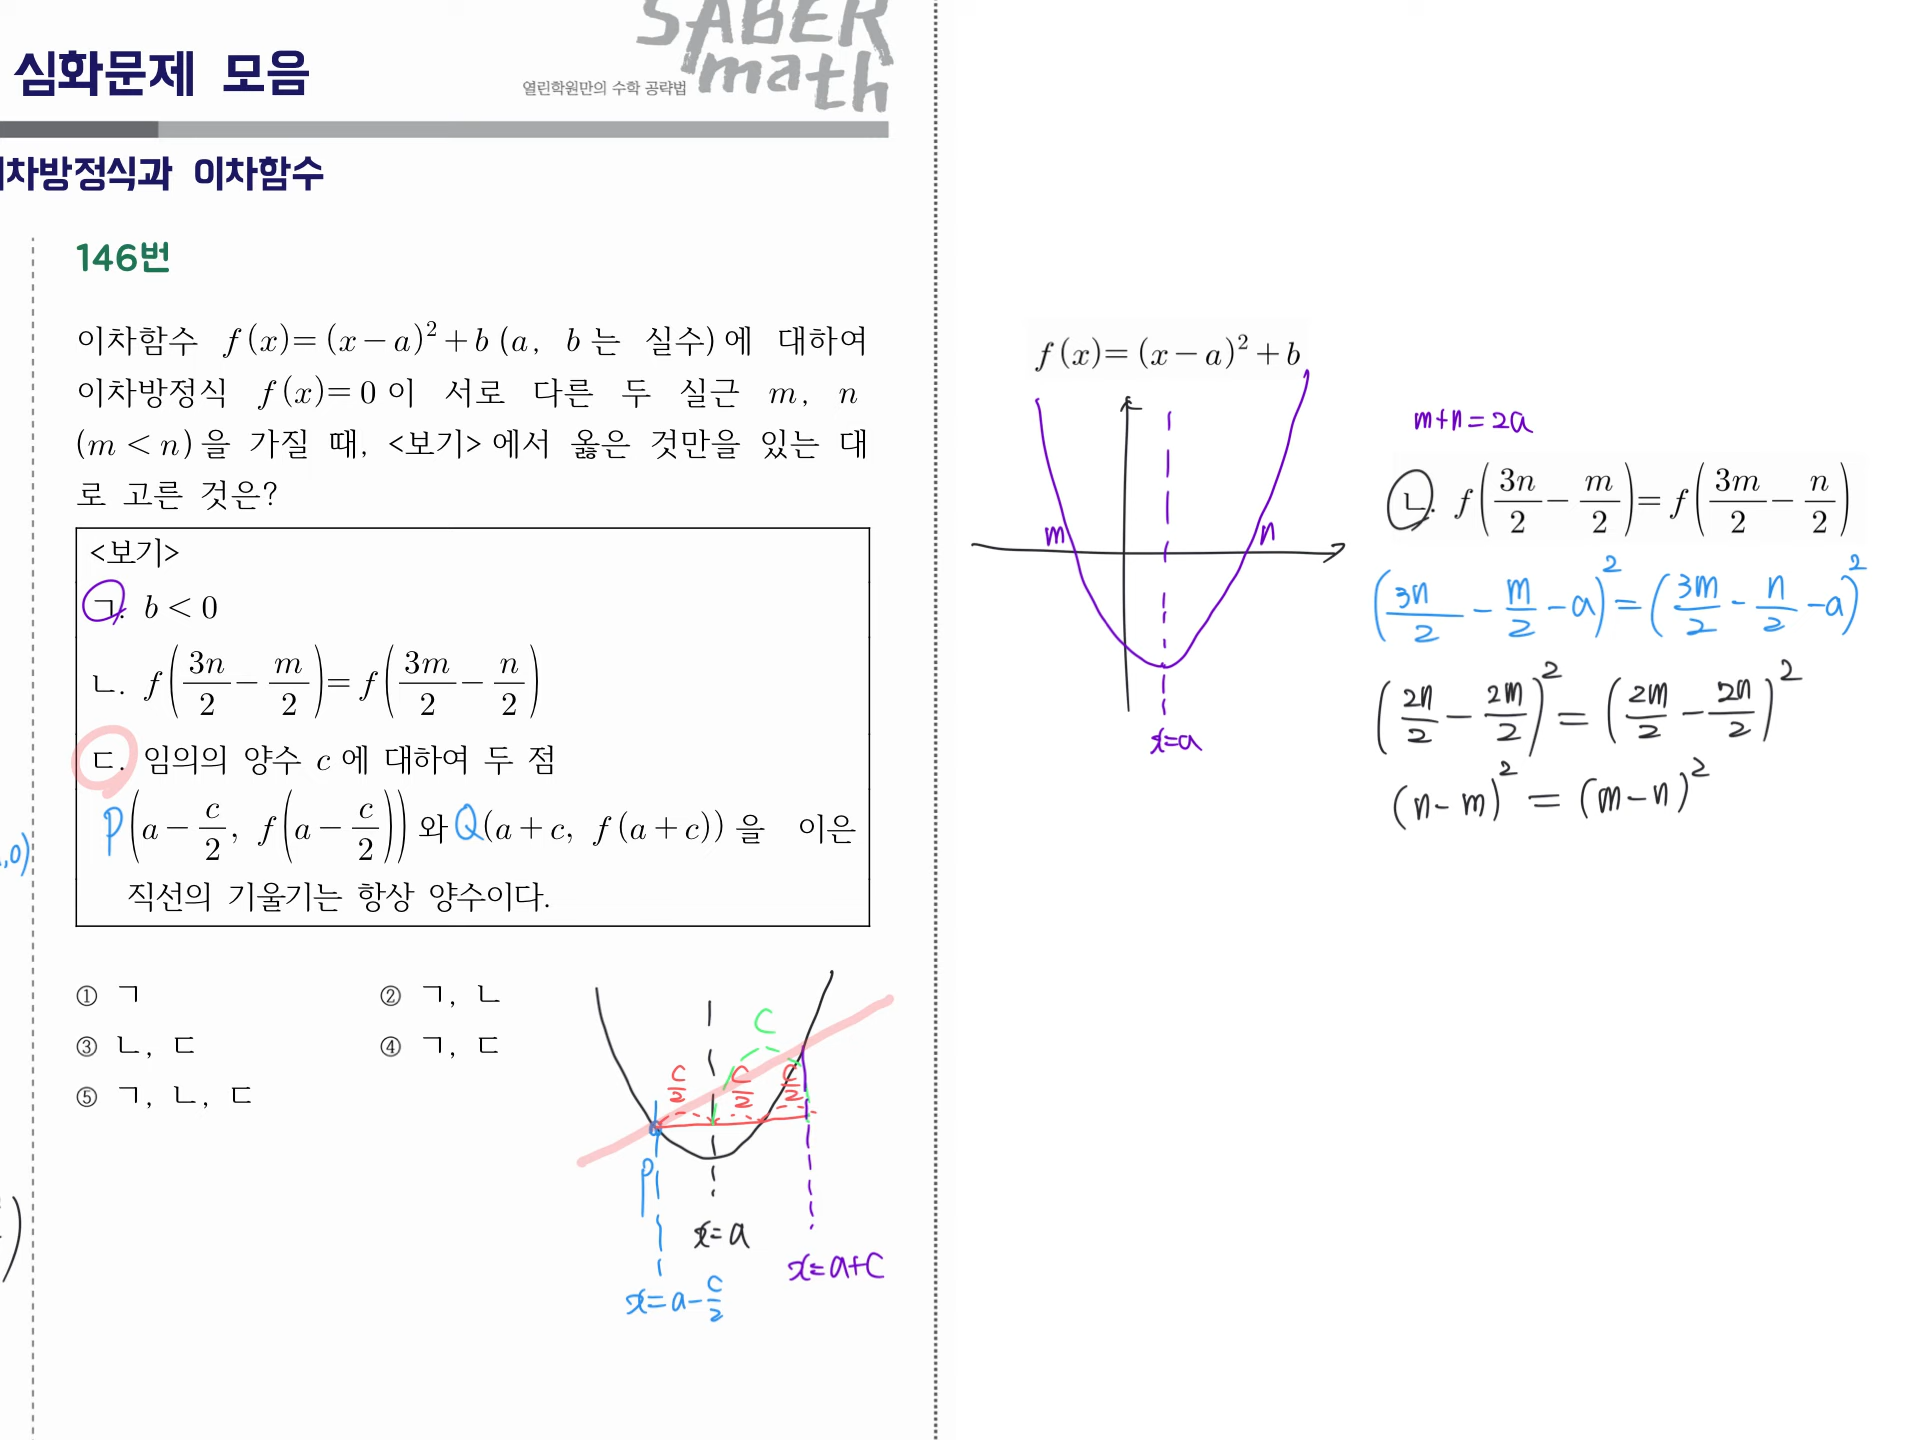 SABER
math
심화문제 모음
열린학원만의 수학 공략법
이차방정식과 이차함수
146번
이차함수 f(x)=(x-a)²+b (a, b는 실수)에 대하여
이차방정식 f(x)=0이 서로 다른 두 실근 m, n
(m<n)을 가질 때, <보기>에서 옳은 것만을 있는 대
로 고른 것은?
<보기>
ㄱ. b<0
ㄴ. f(3n/2 - m/2)=f(3m/2 - n/2)
ㄷ. 임의의 양수 c에 대하여 두 점
P(a - c/2, f(a - c/2))와 Q(a+c, f(a+c))을 이은
직선의 기울기는 항상 양수이다.
① ㄱ
② ㄱ, ㄴ
③ ㄴ, ㄷ
④ ㄱ, ㄷ
⑤ ㄱ, ㄴ, ㄷ
c
c/2 c/2 c/2
P
x=a
x=a+c
x=a-c/2
,0)
)
f(x)=(x-a)²+b
m n
x=a
m+n=2a
ㄴ. f(3n/2 - m/2)=f(3m/2 - n/2)
(3n/2 - m/2 - a)²=(3m/2 - n/2 - a)²
(2n/2 - 2m/2)²=(2m/2 - 2n/2)²
(n-m)²=(m-n)²